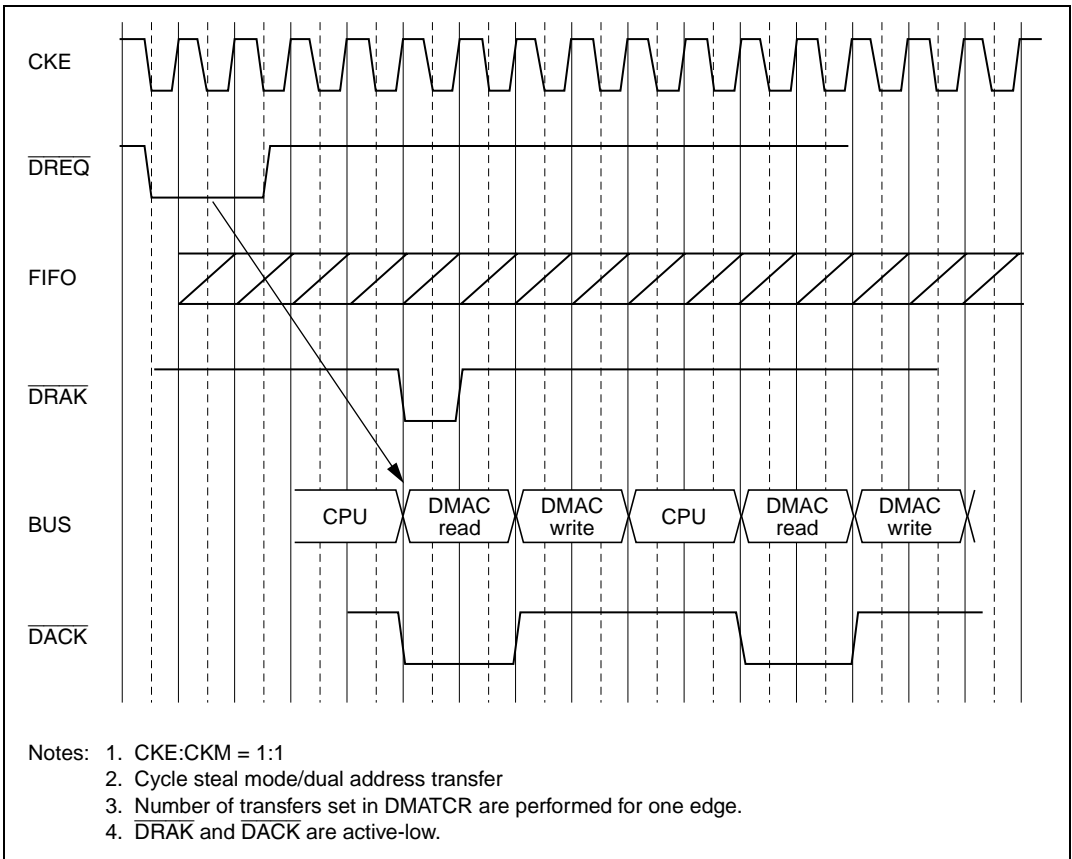 CKE
DREQ
FIFO
DRAK
BUS
CPU
DMAC
read
DMAC
write
CPU
DMAC
read
DMAC
write
DACK
Notes: 1. CKE:CKM = 1:1
2. Cycle steal mode/dual address transfer
3. Number of transfers set in DMATCR are performed for one edge.
4. DRAK and DACK are active-low.